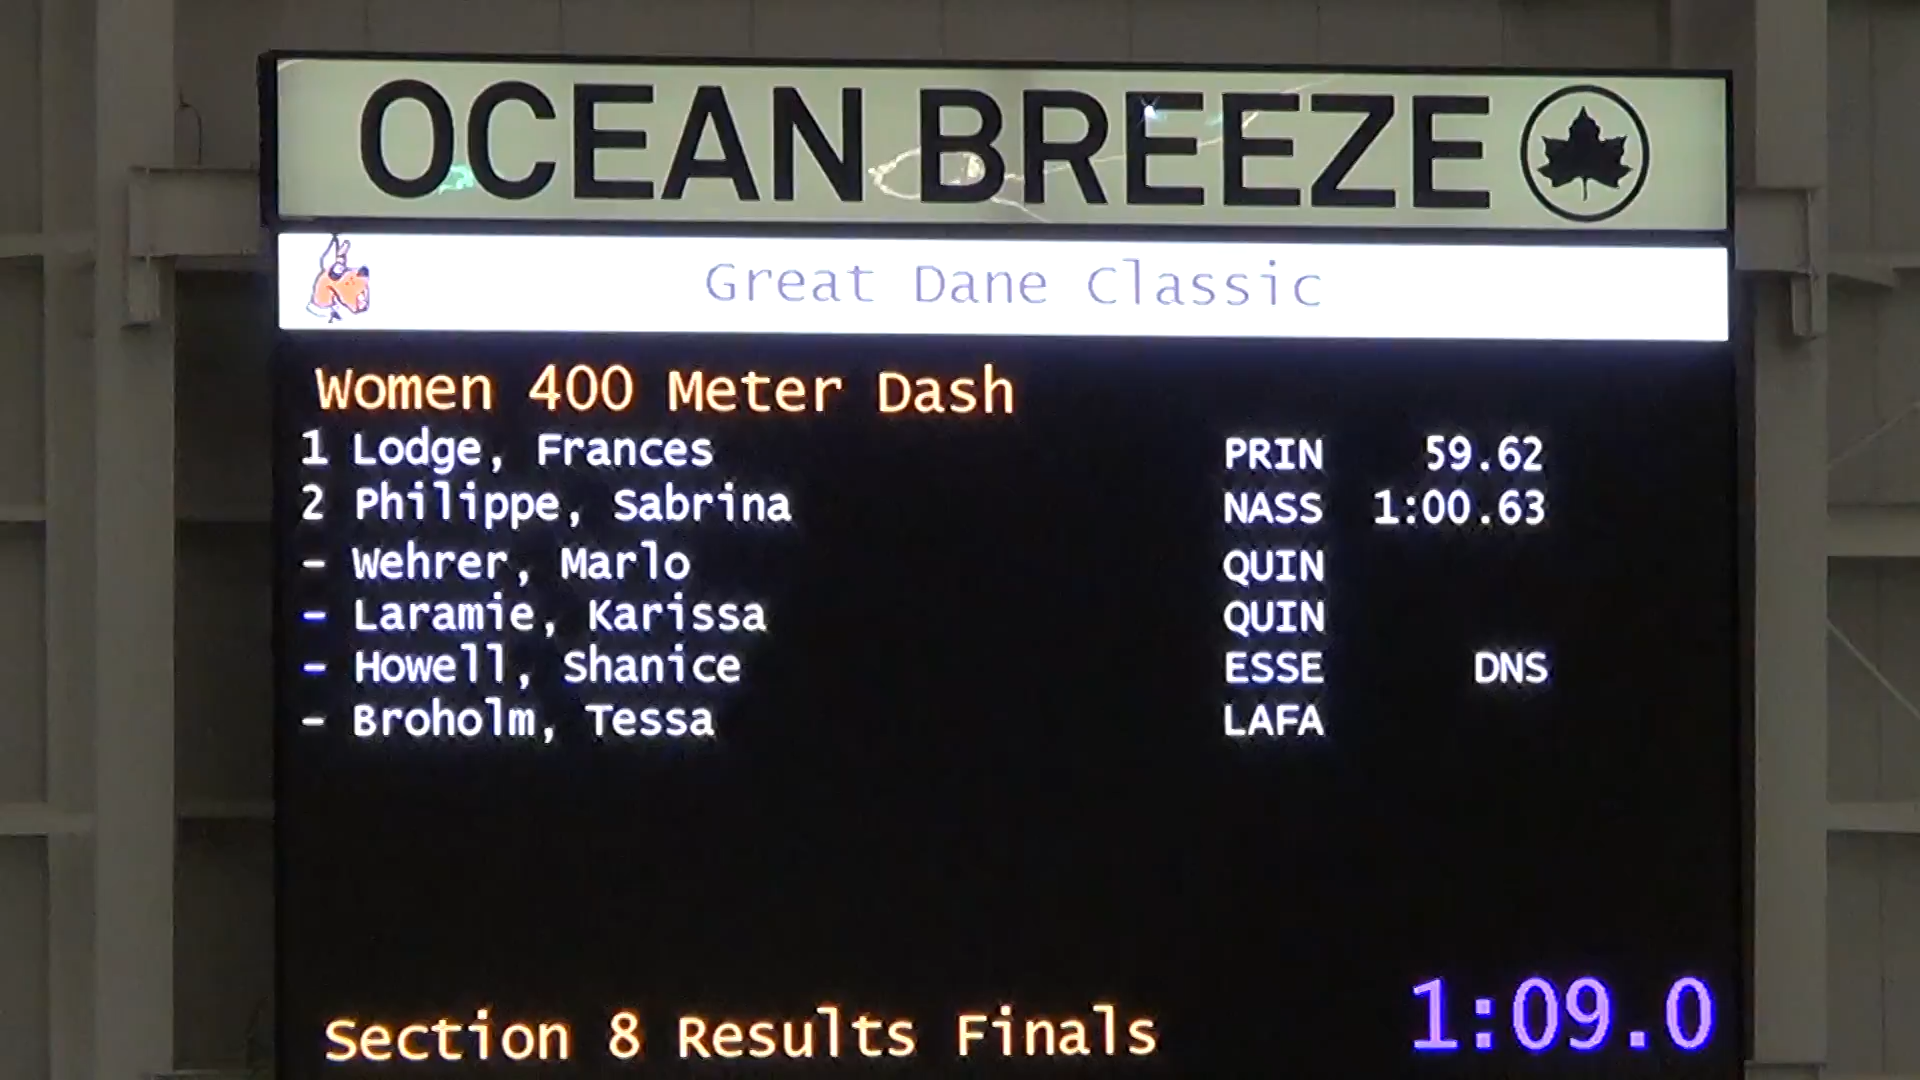 OCEAN BREEZE
Great Dane Classic
Women 400 Meter Dash
1 Lodge, Frances PRIN 59.62
2 Philippe, Sabrina NASS 1:00.63
- Wehrer, Marlo QUIN
- Laramie, Karissa QUIN
- Howell, Shanice ESSE DNS
- Broholm, Tessa LAFA
Section 8 Results Finals 1:09.0